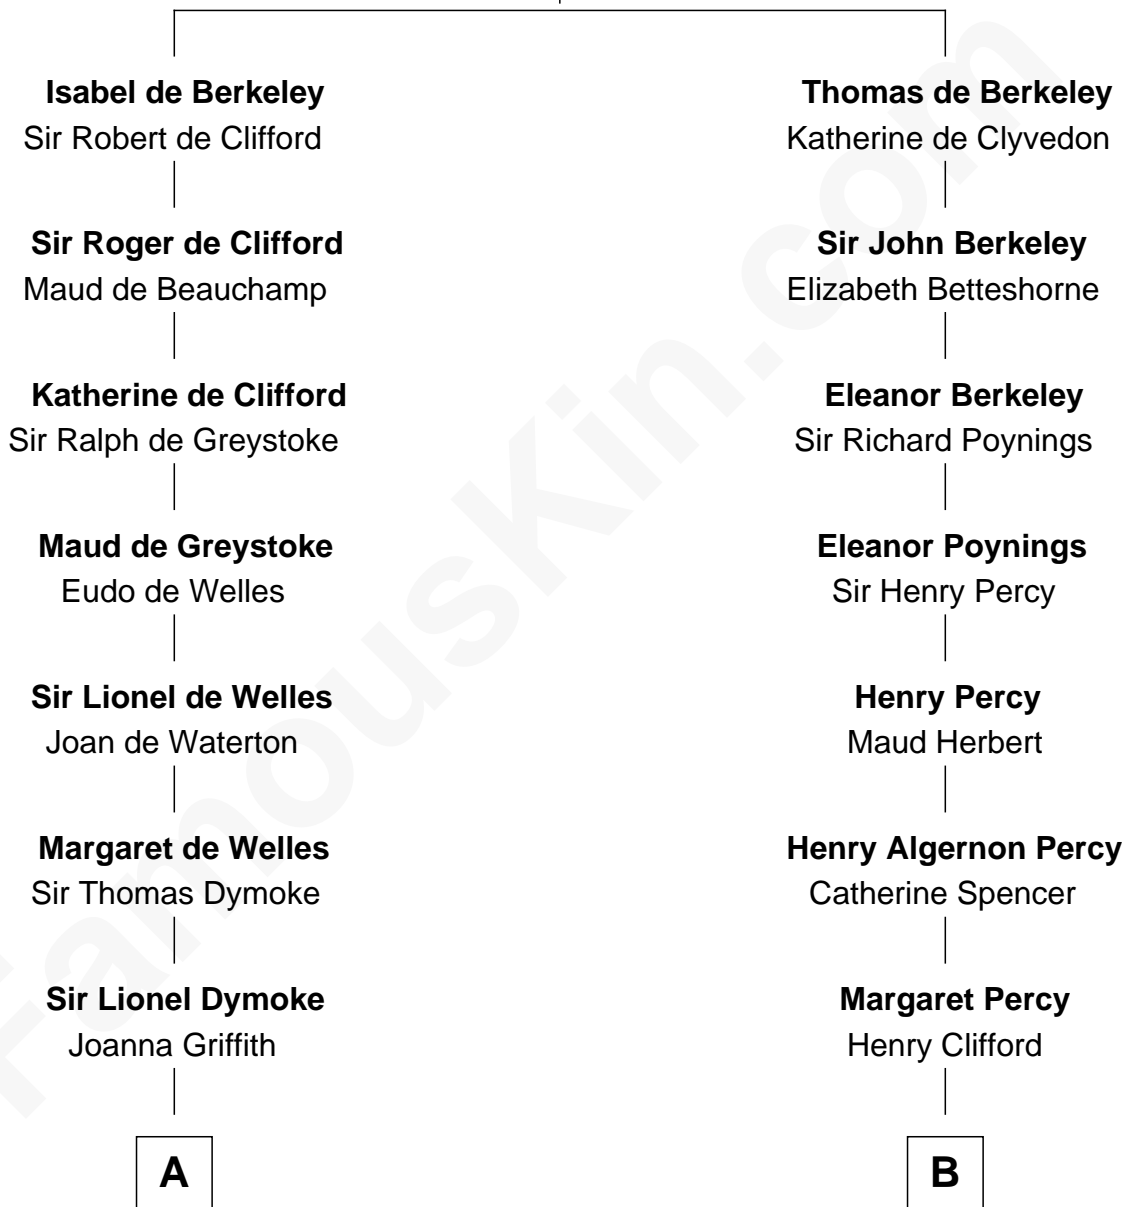 Isabel de Berkeley
Sir Robert de Clifford
Sir Roger de Clifford
Maud de Beauchamp
Katherine de Clifford
Sir Ralph de Greystoke
Maud de Greystoke
Eudo de Welles
Sir Lionel de Welles
Joan de Waterton
Margaret de Welles
Sir Thomas Dymoke
Sir Lionel Dymoke
Joanna Griffith
A
Thomas de Berkeley
Katherine de Clyvedon
Sir John Berkeley
Elizabeth Betteshorne
Eleanor Berkeley
Sir Richard Poynings
Eleanor Poynings
Sir Henry Percy
Henry Percy
Maud Herbert
Henry Algernon Percy
Catherine Spencer
Margaret Percy
Henry Clifford
B
FamousKin.com